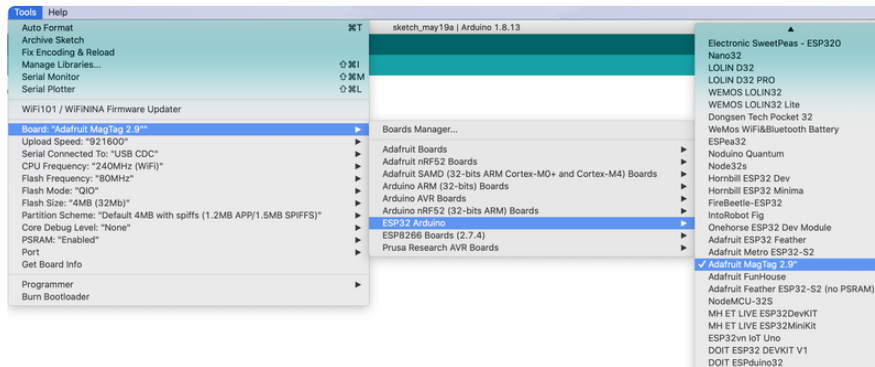 Tools Help
Auto Format ⌘T
Archive Sketch
Fix Encoding & Reload
Manage Libraries... ⇧⌘I
Serial Monitor ⇧⌘M
Serial Plotter ⇧⌘L
WiFi101 / WiFiNINA Firmware Updater
Board: "Adafruit MagTag 2.9""
Upload Speed: "921600"
Serial Connected To: "USB CDC"
CPU Frequency: "240MHz (WiFi)"
Flash Frequency: "80MHz"
Flash Mode: "QIO"
Flash Size: "4MB (32Mb)"
Partition Scheme: "Default 4MB with spiffs (1.2MB APP/1.5MB SPIFFS)"
Core Debug Level: "None"
PSRAM: "Enabled"
Port
Get Board Info
Programmer
Burn Bootloader
sketch_may19a | Arduino 1.8.13
Boards Manager...
Adafruit Boards
Adafruit nRF52 Boards
Adafruit SAMD (32-bits ARM Cortex-M0+ and Cortex-M4) Boards
Arduino ARM (32-bits) Boards
Arduino AVR Boards
Arduino nRF52 (32-bits ARM) Boards
ESP32 Arduino
ESP8266 Boards (2.7.4)
Prusa Research AVR Boards
Electronic SweetPeas - ESP320
Nano32
LOLIN D32
LOLIN D32 PRO
WEMOS LOLIN32
WEMOS LOLIN32 Lite
Dongsen Tech Pocket 32
WeMos WiFi&Bluetooth Battery
ESPea32
Noduino Quantum
Node32s
Hornbill ESP32 Dev
Hornbill ESP32 Minima
FireBeetle-ESP32
IntoRobot Fig
Onehorse ESP32 Dev Module
Adafruit ESP32 Feather
Adafruit Metro ESP32-S2
✓ Adafruit MagTag 2.9"
Adafruit FunHouse
Adafruit Feather ESP32-S2 (no PSRAM)
NodeMCU-32S
MH ET LIVE ESP32DevKIT
MH ET LIVE ESP32MiniKit
ESP32vn IoT Uno
DOIT ESP32 DEVKIT V1
DOIT ESPduino32